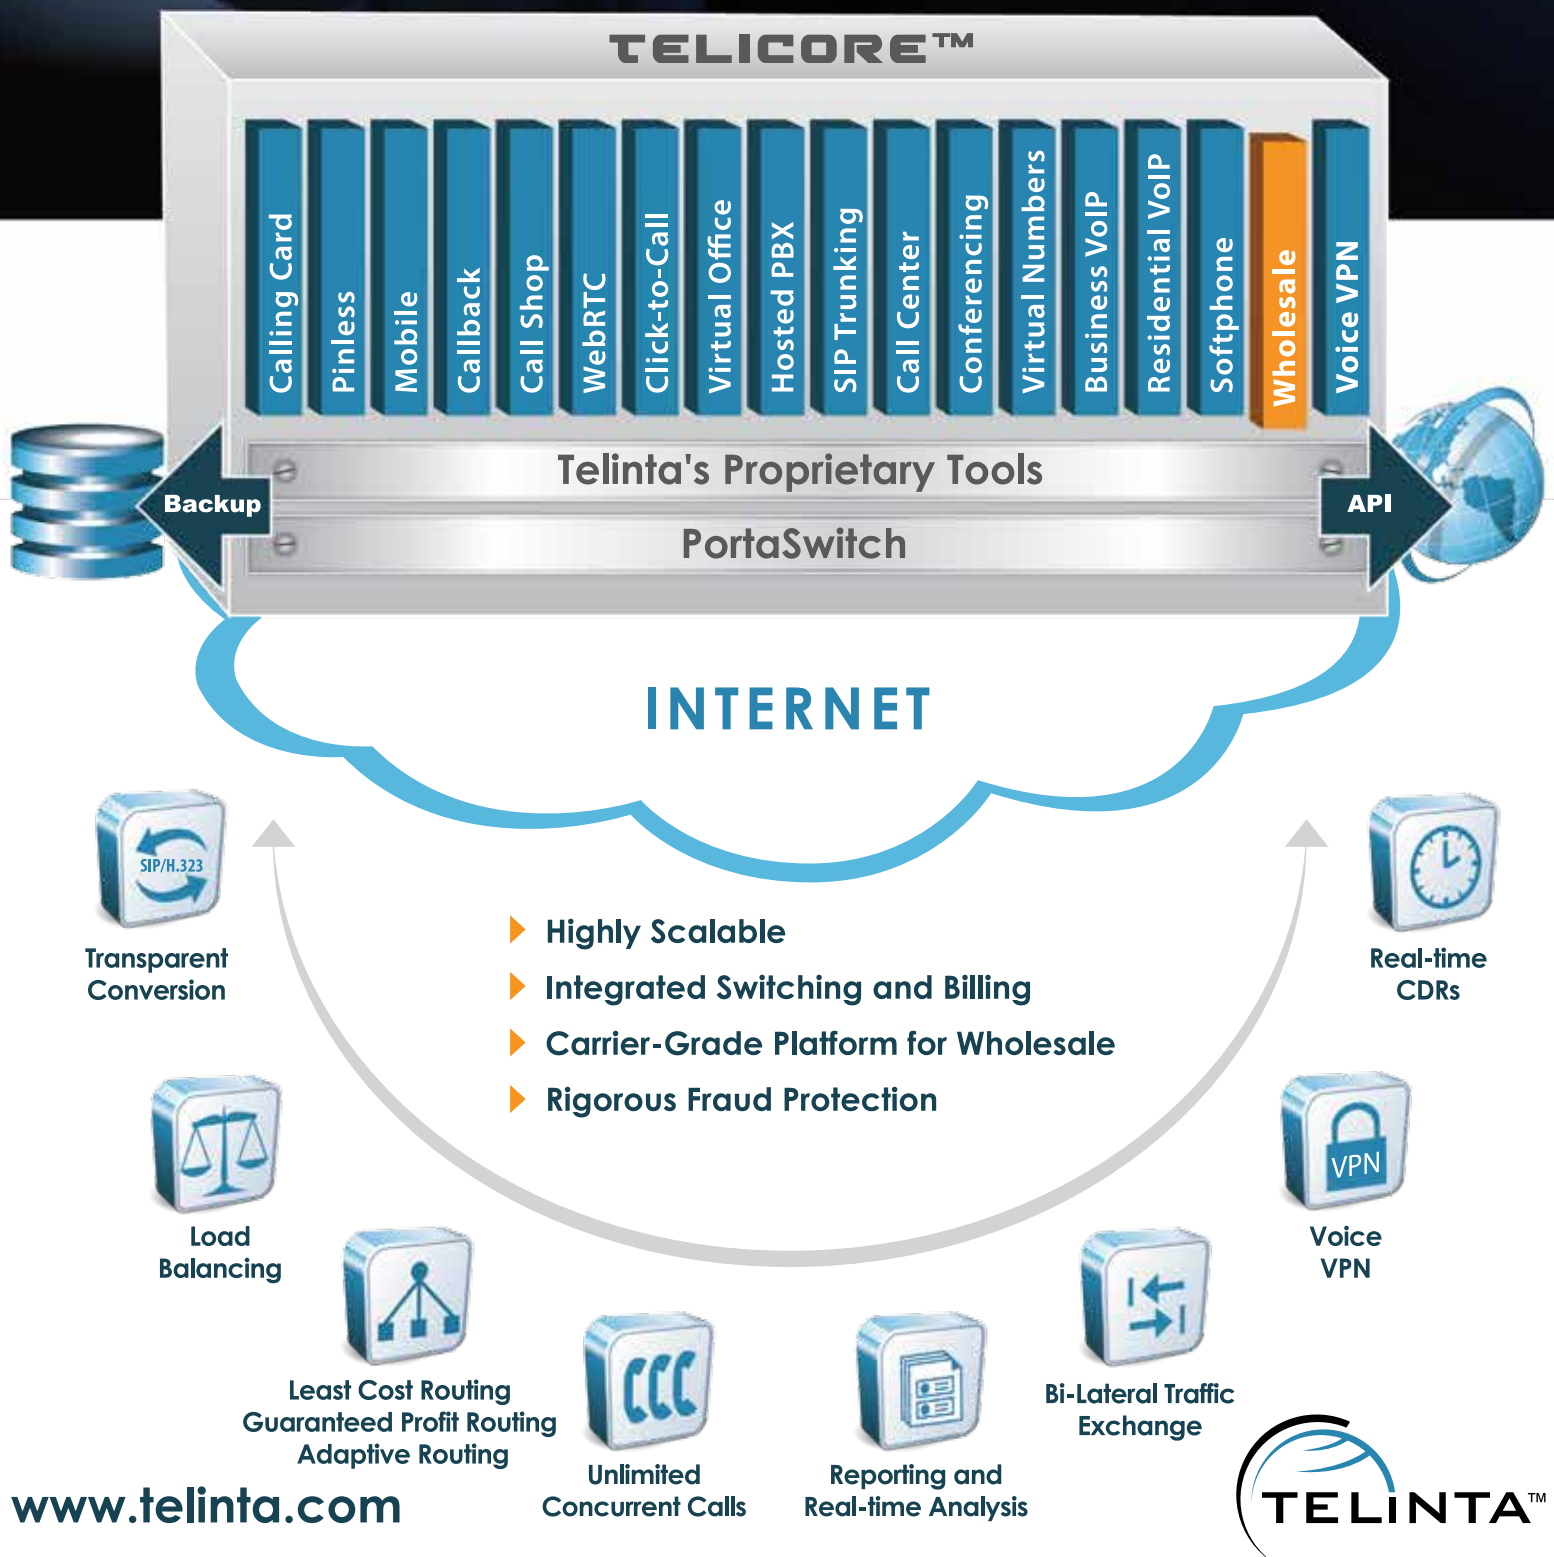 TELICORE™
Calling Card
Pinless
Mobile
Callback
Call Shop
WebRTC
Click-to-Call
Virtual Office
Hosted PBX
SIP Trunking
Call Center
Conferencing
Virtual Numbers
Business VoIP
Residential VoIP
Softphone
Wholesale
Voice VPN
Telinta's Proprietary Tools
Backup
API
PortaSwitch
INTERNET
SIP/H.323
Transparent
Conversion
Real-time
CDRs
Highly Scalable
Integrated Switching and Billing
Carrier-Grade Platform for Wholesale
Rigorous Fraud Protection
Load
Balancing
VPN
Voice
VPN
Least Cost Routing
Guaranteed Profit Routing
Adaptive Routing
Unlimited
Concurrent Calls
Reporting and
Real-time Analysis
Bi-Lateral Traffic
Exchange
www.telinta.com
TELINTA™